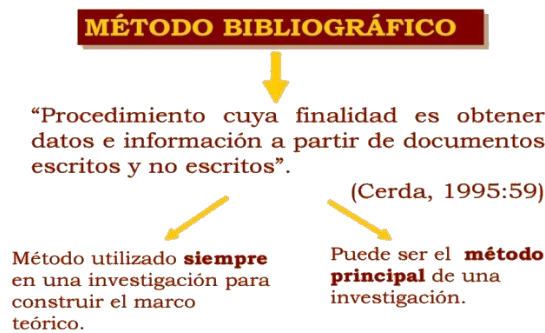 MÉTODO BIBLIOGRÁFICO
“Procedimiento cuya finalidad es obtener
datos e información a partir de documentos
escritos y no escritos”.
(Cerda, 1995:59)
Método utilizado siempre
en una investigación para
construir el marco
teórico.
Puede ser el método
principal de una
investigación.